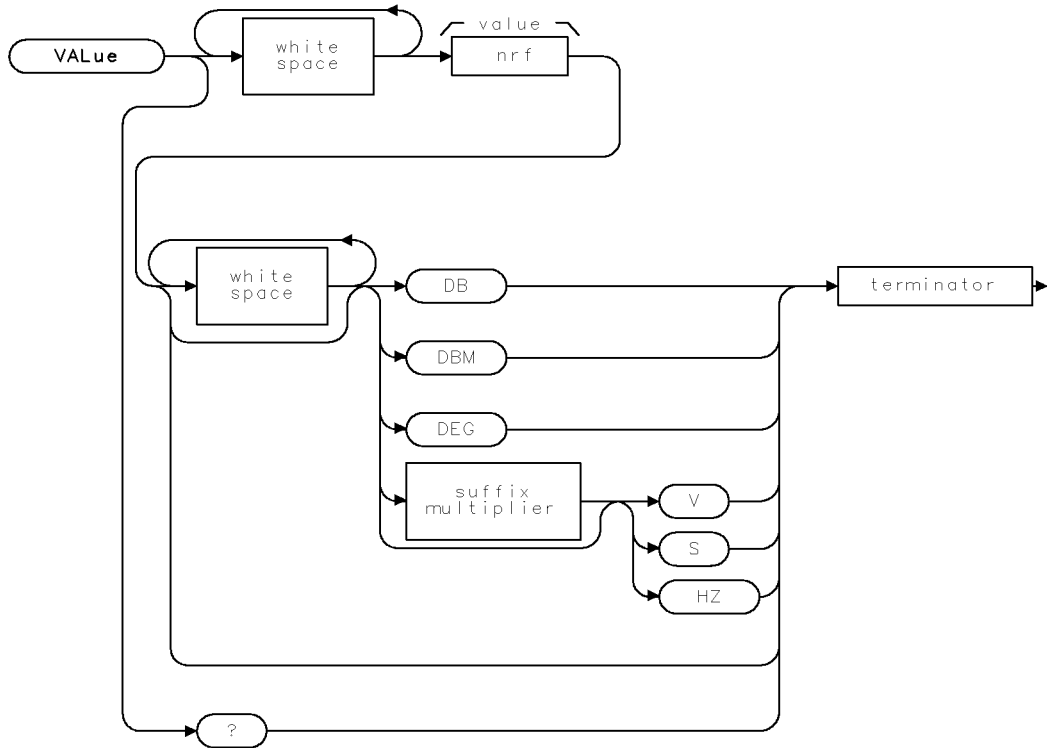 value
VALue
white
space
nrf
white
space
DB
terminator
DBM
DEG
suffix
multiplier
V
S
HZ
?